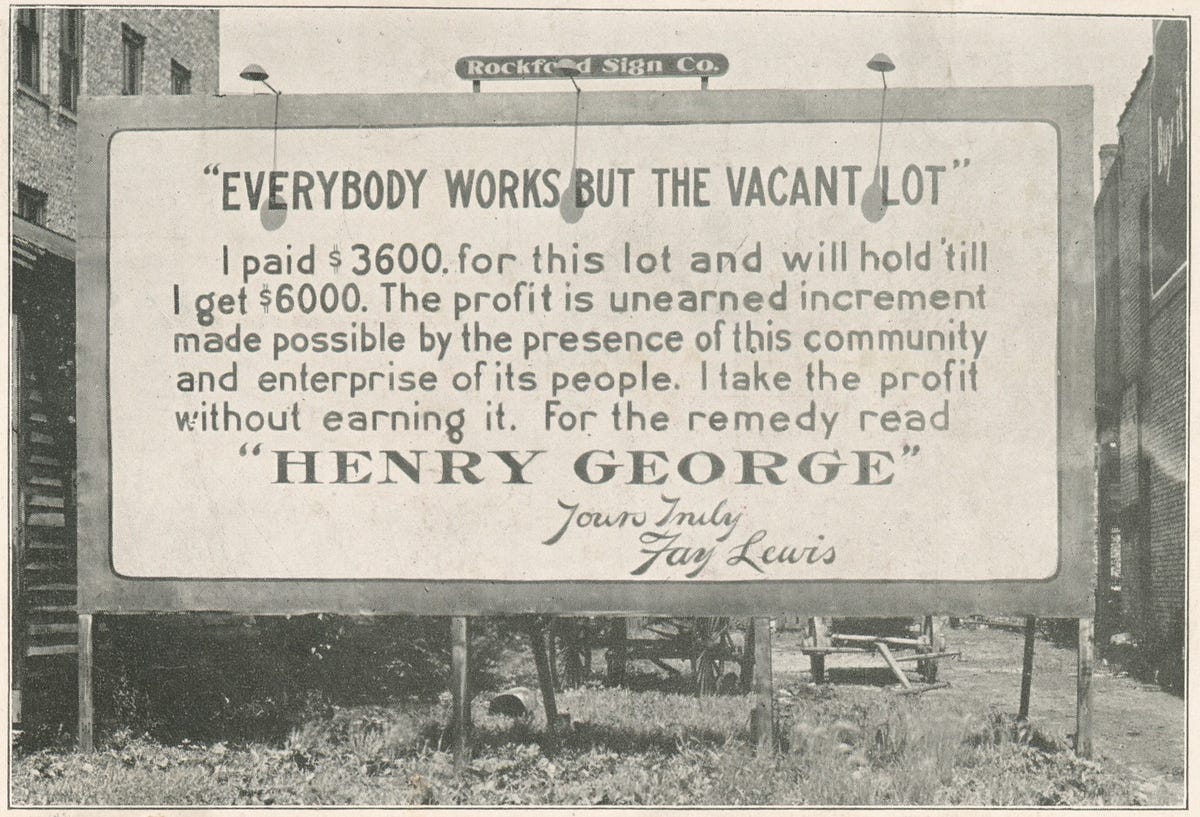 Rockford Sign Co.
"EVERYBODY WORKS BUT THE VACANT LOT"
I paid $3600. for this lot and will hold 'till
I get $6000. The profit is unearned increment
made possible by the presence of this community
and enterprise of its people. I take the profit
without earning it. For the remedy read
"HENRY GEORGE"
Yours Truly
Fay Lewis